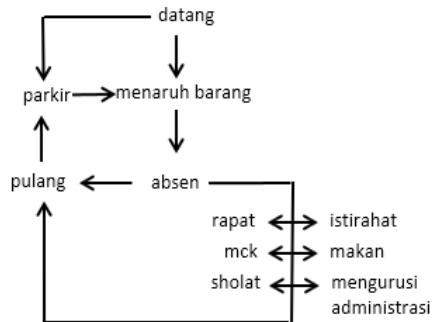 datang
parkir
menaruh barang
pulang
absen
rapat
istirahat
mck
makan
sholat
mengurusi
administrasi